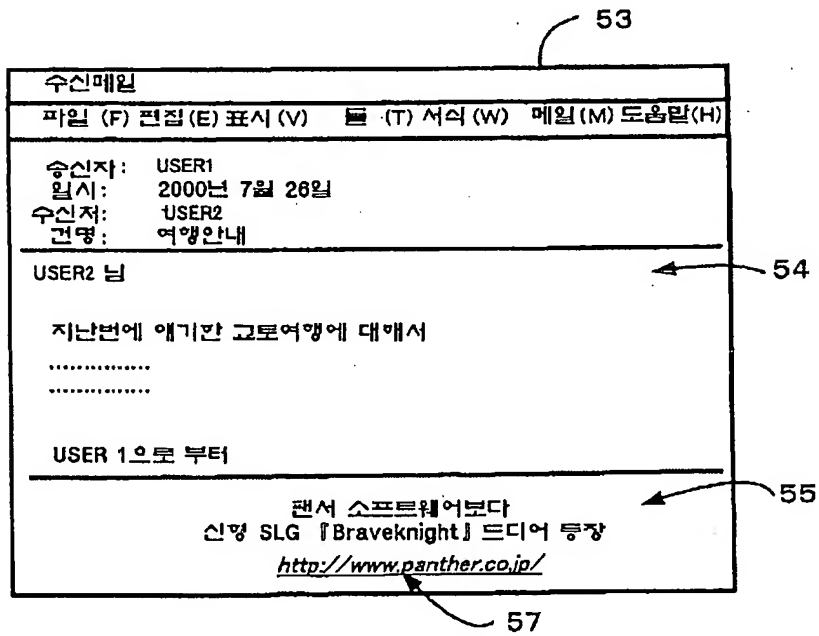 53
수신메일
파일 (F) 편집(E) 표시 (V) 툴 (T) 서식 (W) 메일(M) 도움말(H)
송신자: USER1
일시: 2000년 7월 26일
수신처: USER2
건명: 여행안내
USER2 님
54
지난번에 얘기한 교토여행에 대해서
...............
...............
USER 1으로 부터
팬서 소프트웨어보다
55
신형 SLG 『Braveknight』 드디어 등장
http://www.panther.co.jp/
57